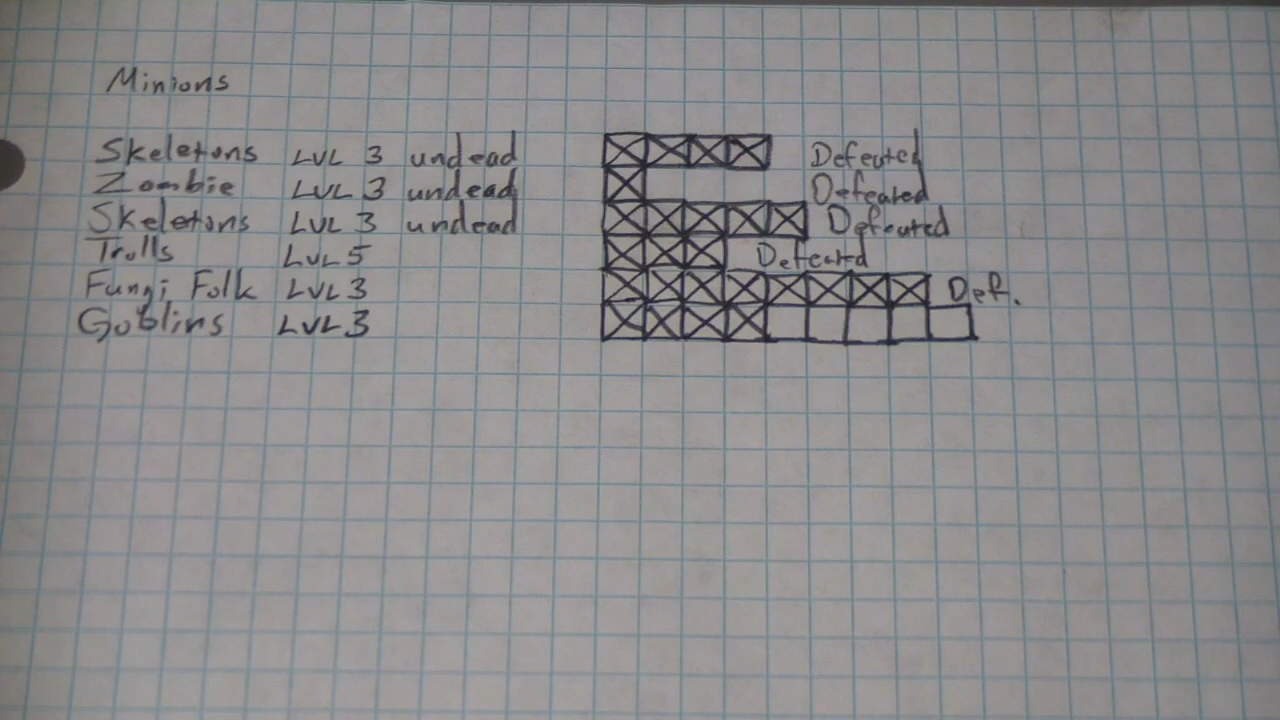 Minions
Skeletons LVL 3 undead Defeated
Zombie LVL 3 undead Defeated
Skeletons LVL 3 undead Defeated
Trolls LVL 5 Defeated
Fungi Folk LVL 3 Def.
Goblins LVL 3